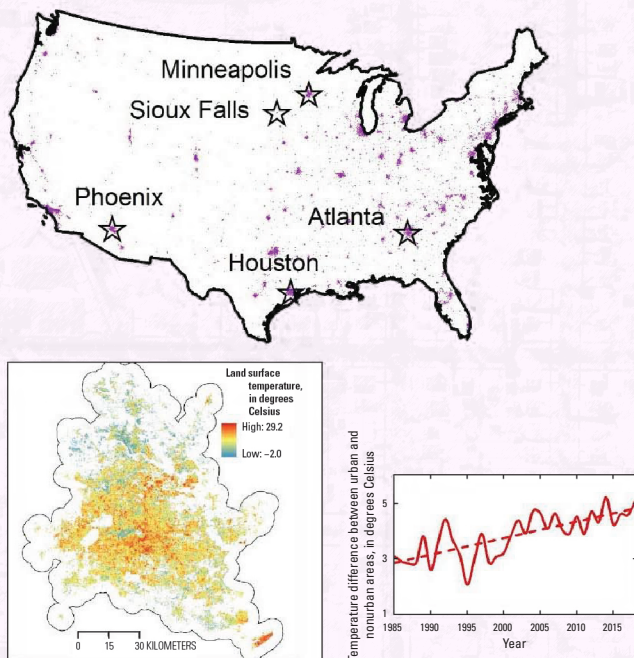 Minneapolis
Sioux Falls
Phoenix
Atlanta
Houston
Land surface
temperature,
in degrees
Celsius
High: 29.2
Low: −2.0
0 15 30 KILOMETERS
emperature difference between urban and
nonurban areas, in degrees Celsius
5
3
1
1985 1990 1995 2000 2005 2010 2015
Year